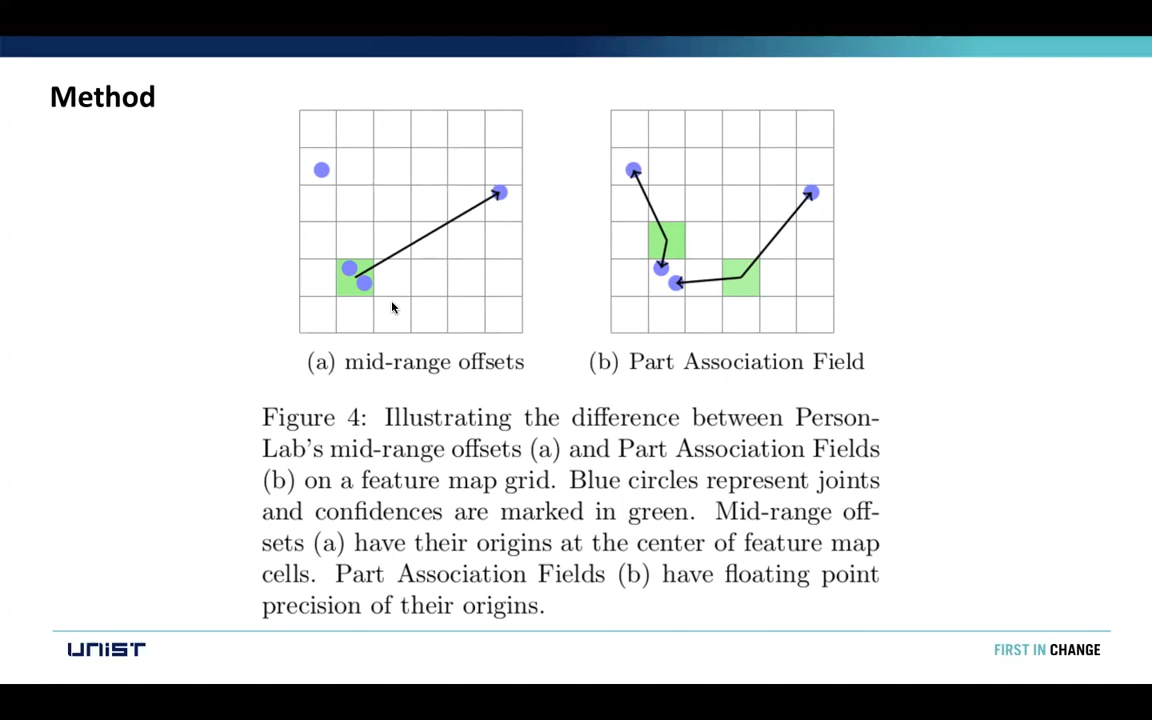 Method
(a) mid-range offsets
(b) Part Association Field
Figure 4: Illustrating the difference between Person-
Lab's mid-range offsets (a) and Part Association Fields
(b) on a feature map grid. Blue circles represent joints
and confidences are marked in green. Mid-range off-
sets (a) have their origins at the center of feature map
cells. Part Association Fields (b) have floating point
precision of their origins.
UNIST
FIRST IN CHANGE